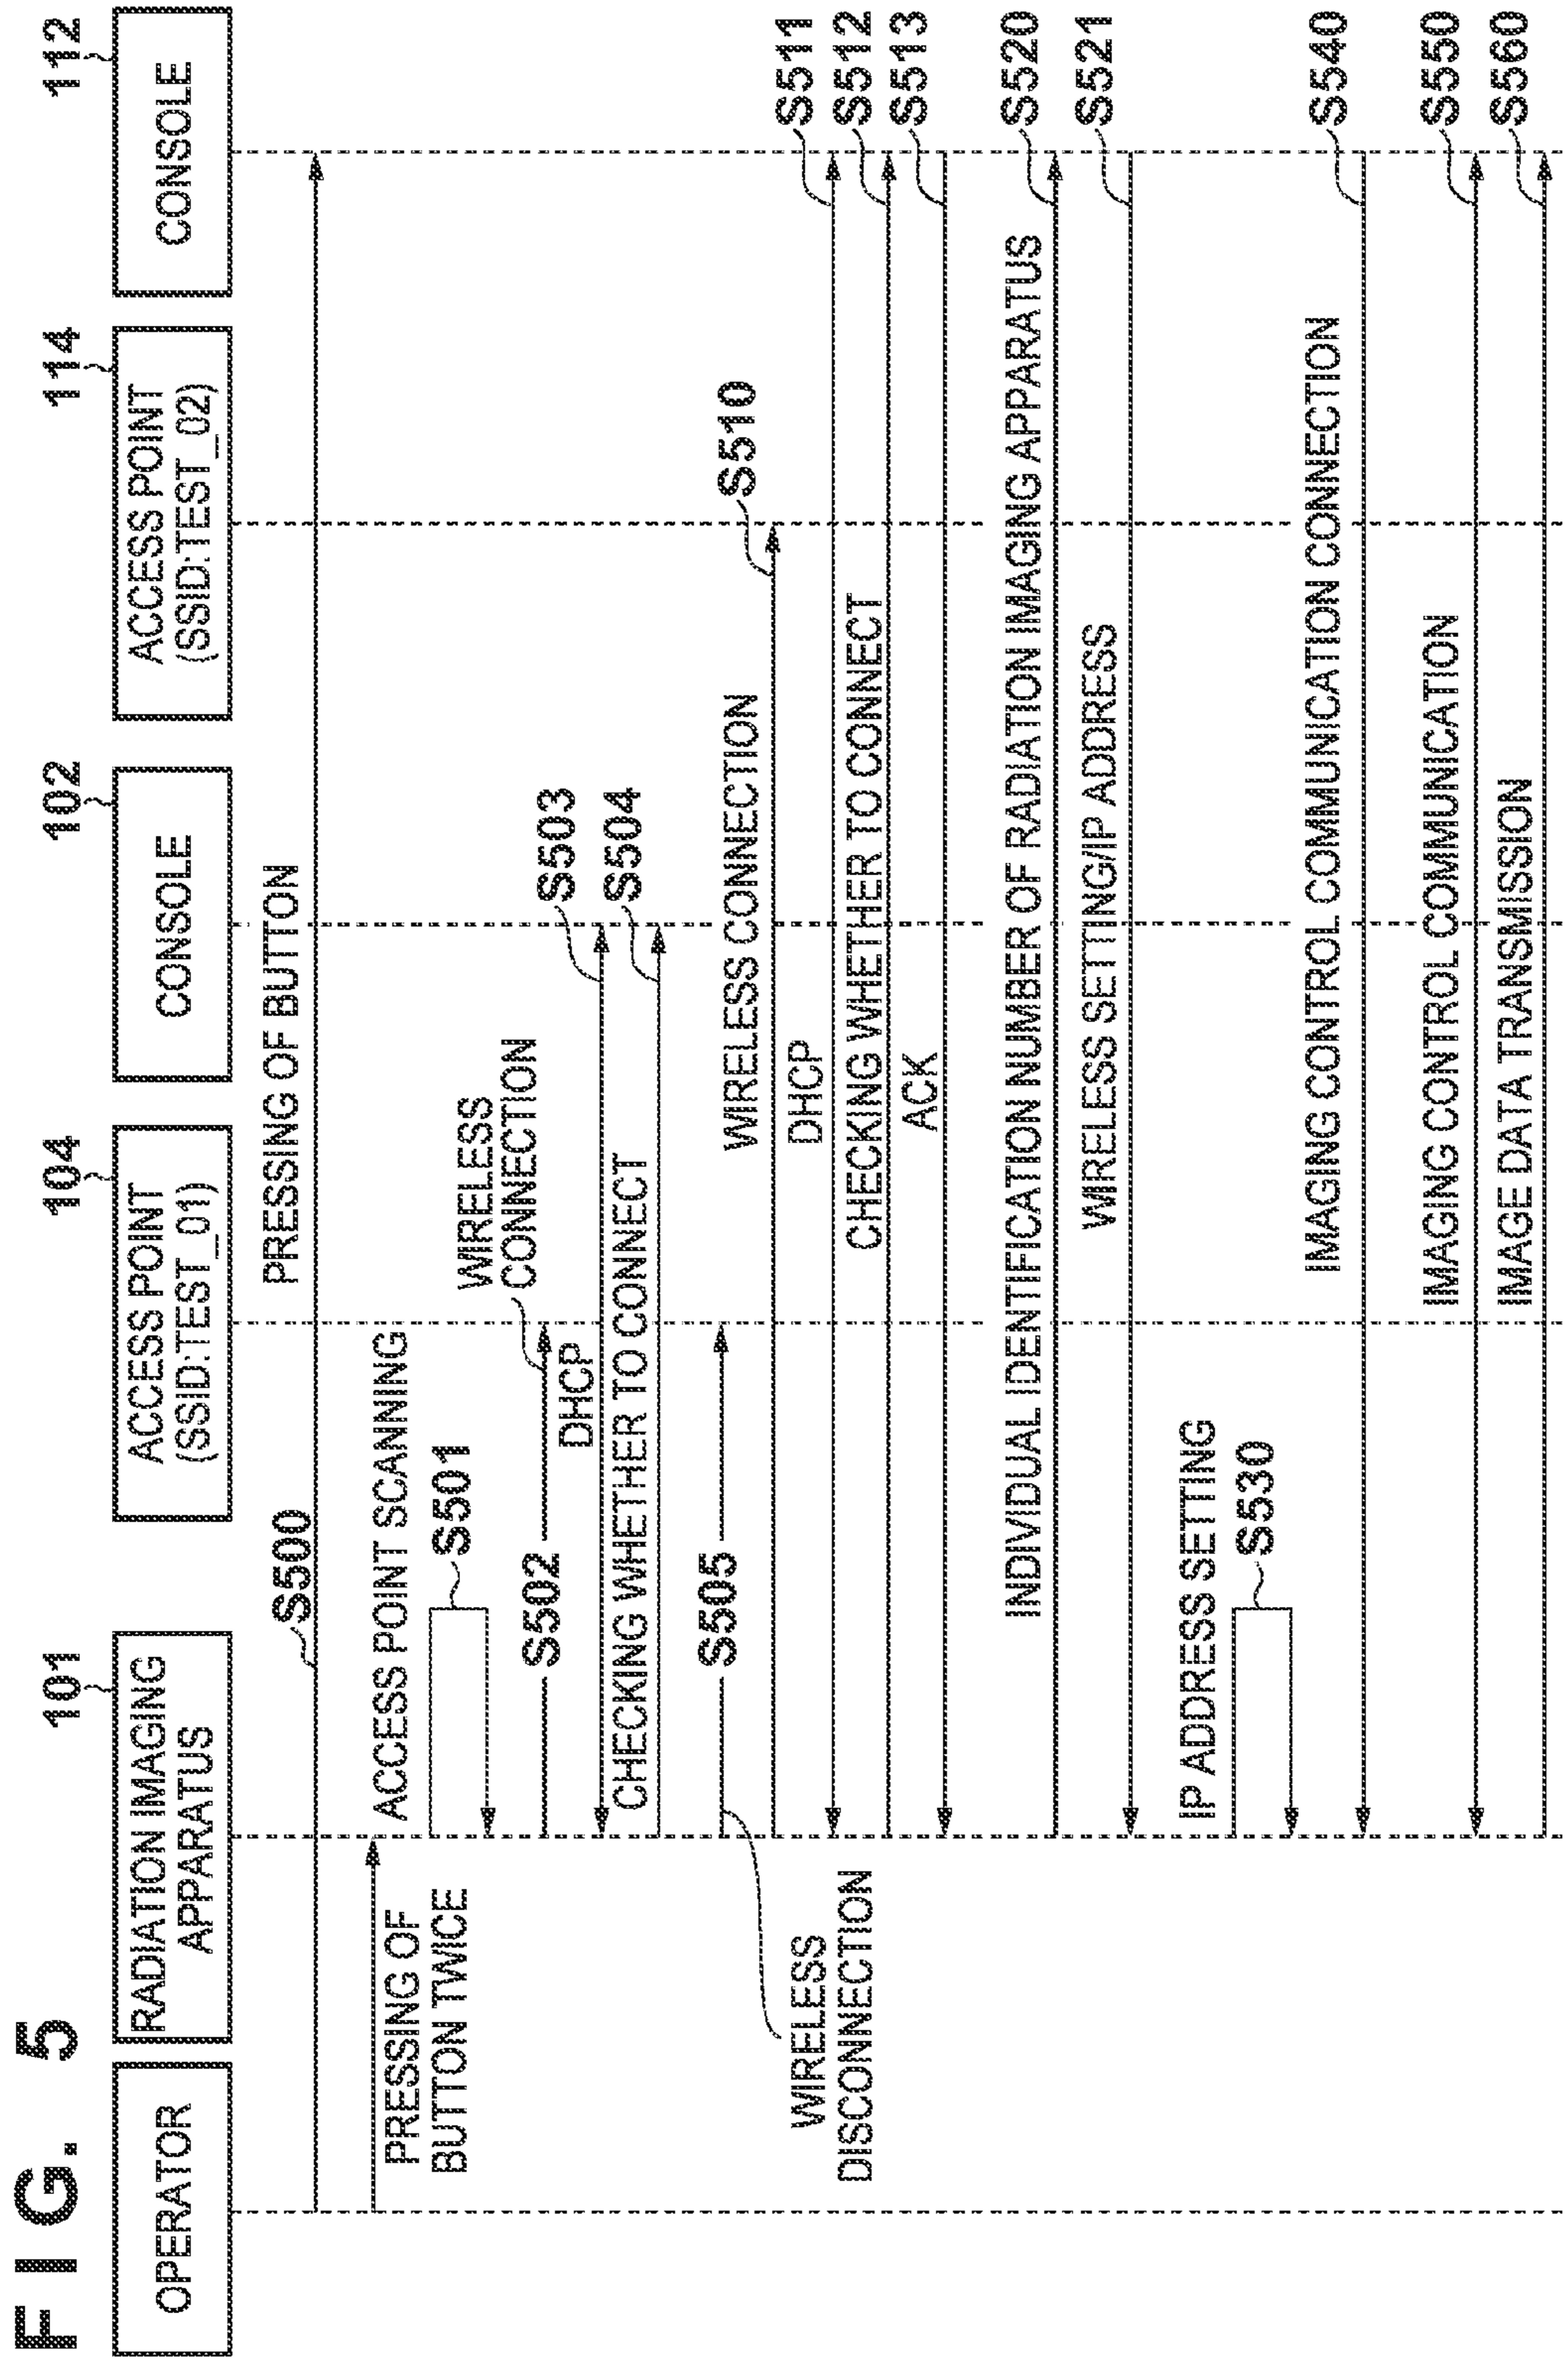 FIG. 5
OPERATOR
101
RADIATION IMAGING
APPARATUS
104
ACCESS POINT
(SSID:TEST_01)
102
CONSOLE
114
ACCESS POINT
(SSID:TEST_02)
112
CONSOLE
S500
PRESSING OF BUTTON
PRESSING OF
BUTTON TWICE
ACCESS POINT SCANNING
S501
S502
WIRELESS
CONNECTION
DHCP
S503
CHECKING WHETHER TO CONNECT
S504
S505
WIRELESS
DISCONNECTION
WIRELESS CONNECTION
S510
DHCP
S511
CHECKING WHETHER TO CONNECT
S512
ACK
S513
INDIVIDUAL IDENTIFICATION NUMBER OF RADIATION IMAGING APPARATUS
S520
WIRELESS SETTING/IP ADDRESS
S521
IP ADDRESS SETTING
S530
IMAGING CONTROL COMMUNICATION CONNECTION
S540
IMAGING CONTROL COMMUNICATION
S550
IMAGE DATA TRANSMISSION
S560